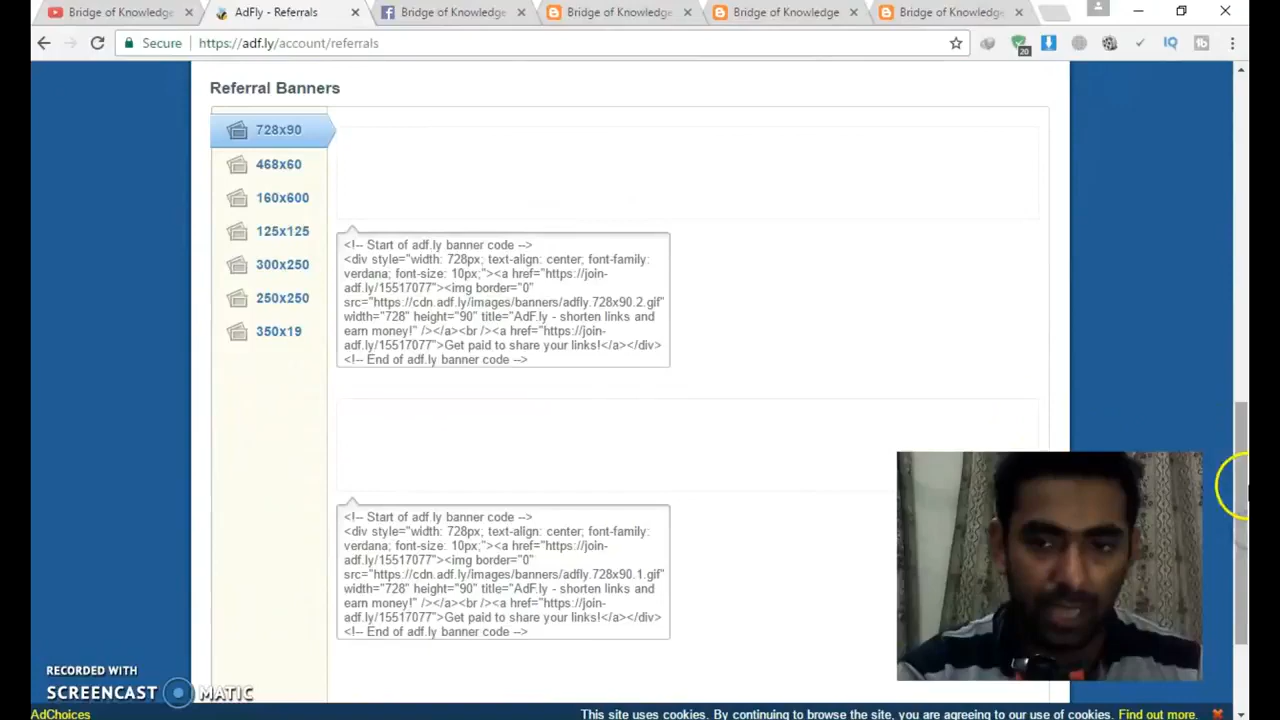 Bridge of Knowledge
AdFly - Referrals
Bridge of Knowledge
Bridge of Knowledge
Bridge of Knowledge
Bridge of Knowledge
Secure
https://adf.ly/account/referrals
20
IQ
Referral Banners
728x90
468x60
160x600
125x125
300x250
250x250
350x19
<!-- Start of adf.ly banner code -->
<div style="width: 728px; text-align: center; font-family:
verdana; font-size: 10px;"><a href="https://join-
adf.ly/15517077"><img border="0"
src="https://cdn.adf.ly/images/banners/adfly.728x90.2.gif"
width="728" height="90" title="AdF.ly - shorten links and
earn money!" /></a><br /><a href="https://join-
adf.ly/15517077">Get paid to share your links!</a></div>
<!-- End of adf.ly banner code -->
<!-- Start of adf.ly banner code -->
<div style="width: 728px; text-align: center; font-family:
verdana; font-size: 10px;"><a href="https://join-
adf.ly/15517077"><img border="0"
src="https://cdn.adf.ly/images/banners/adfly.728x90.1.gif"
width="728" height="90" title="AdF.ly - shorten links and
earn money!" /></a><br /><a href="https://join-
adf.ly/15517077">Get paid to share your links!</a></div>
<!-- End of adf.ly banner code -->
RECORDED WITH
SCREENCAST MATIC
AdChoices
This site uses cookies. By continuing to browse the site, you are agreeing to our use of cookies. Find out more.